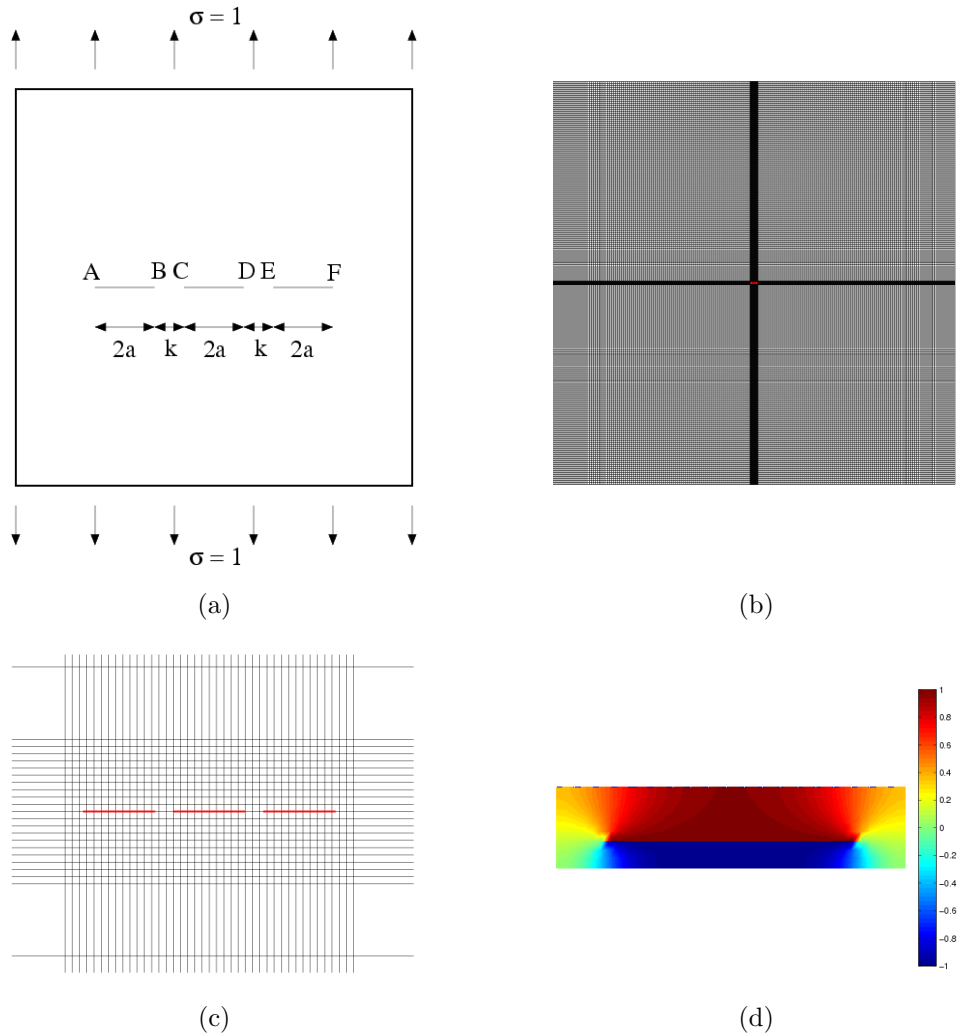 σ = 1
A B C D E F
2a k 2a k 2a
σ = 1
(a)
(b)
(c)
1
0.8
0.6
0.4
0.2
0
−0.2
−0.4
−0.6
−0.8
−1
(d)